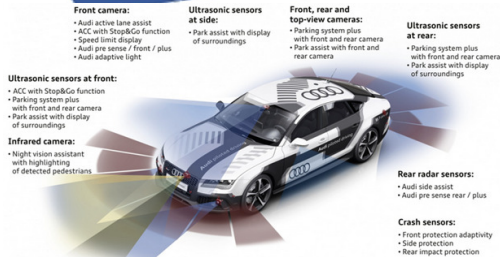 Front camera:
• Audi active lane assist
• ACC with Stop&Go function
• Speed limit display
• Audi pre sense / front / plus
• Audi adaptive light
Ultrasonic sensors
at side:
• Park assist with display
of surroundings
Front, rear and
top-view cameras:
• Parking system plus
with front and rear camera
• Park assist with front and
rear camera
Ultrasonic sensors
at rear:
• Parking system plus
with front and rear camera
• Park assist with display
of surroundings
Ultrasonic sensors at front:
• ACC with Stop&Go function
• Parking system plus
with front and rear camera
• Park assist with display
of surroundings
Infrared camera:
• Night vision assistant
with highlighting
of detected pedestrians
Audi piloted driving
Rear radar sensors:
• Audi side assist
• Audi pre sense rear / plus
Crash sensors:
• Front protection adaptivity
• Side protection
• Rear impact protection